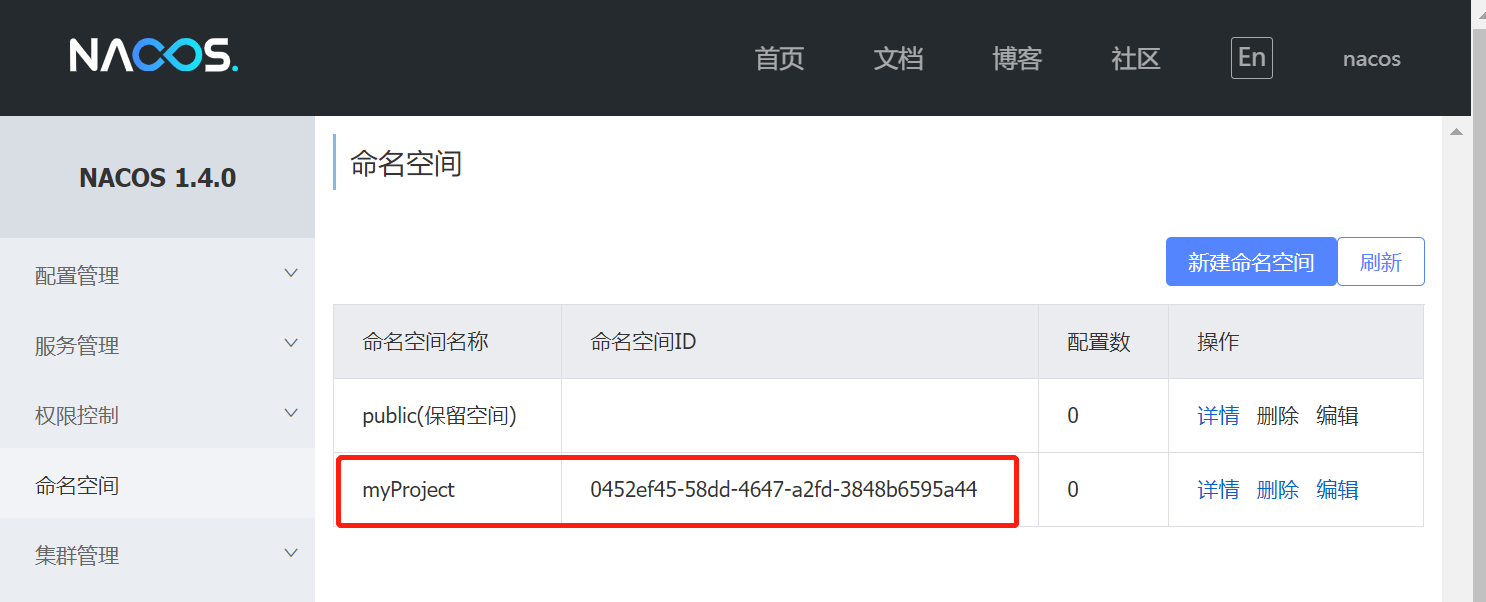 NACOS.
首页 文档 博客 社区 En nacos
NACOS 1.4.0
配置管理
服务管理
权限控制
命名空间
集群管理
命名空间
新建命名空间 刷新
命名空间名称 命名空间ID 配置数 操作
public(保留空间) 0 详情 删除 编辑
myProject 0452ef45-58dd-4647-a2fd-3848b6595a44 0 详情 删除 编辑